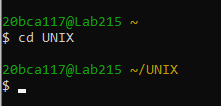 20bca117@Lab215 ~
$ cd UNIX
20bca117@Lab215 ~/UNIX
$